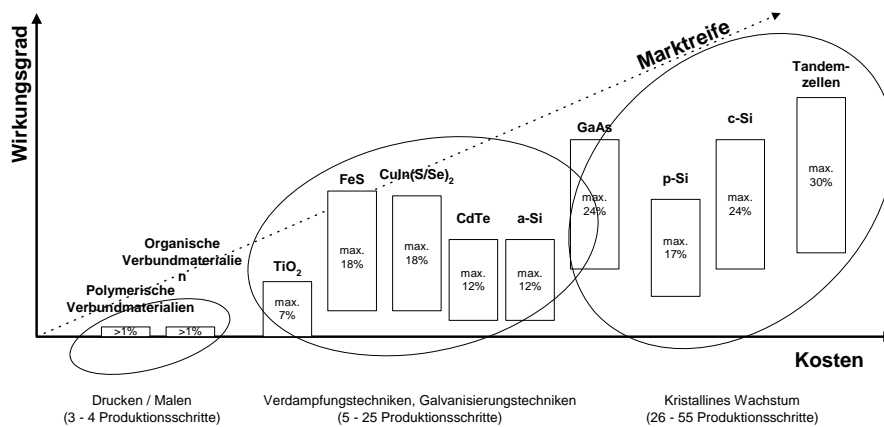 Wirkungsgrad
Marktreife
Tandem-
zellen
max.
30%
c-Si
max.
24%
GaAs
max.
24%
p-Si
max.
17%
FeS
max.
18%
CuIn(S/Se)2
max.
18%
CdTe
max.
12%
a-Si
max.
12%
TiO2
max.
7%
Organische
Verbundmaterialie
n
Polymerische
Verbundmaterialien
>1%
>1%
Kosten
Drucken / Malen
(3 - 4 Produktionsschritte)
Verdampfungstechniken, Galvanisierungstechniken
(5 - 25 Produktionsschritte)
Kristallines Wachstum
(26 - 55 Produktionsschritte)